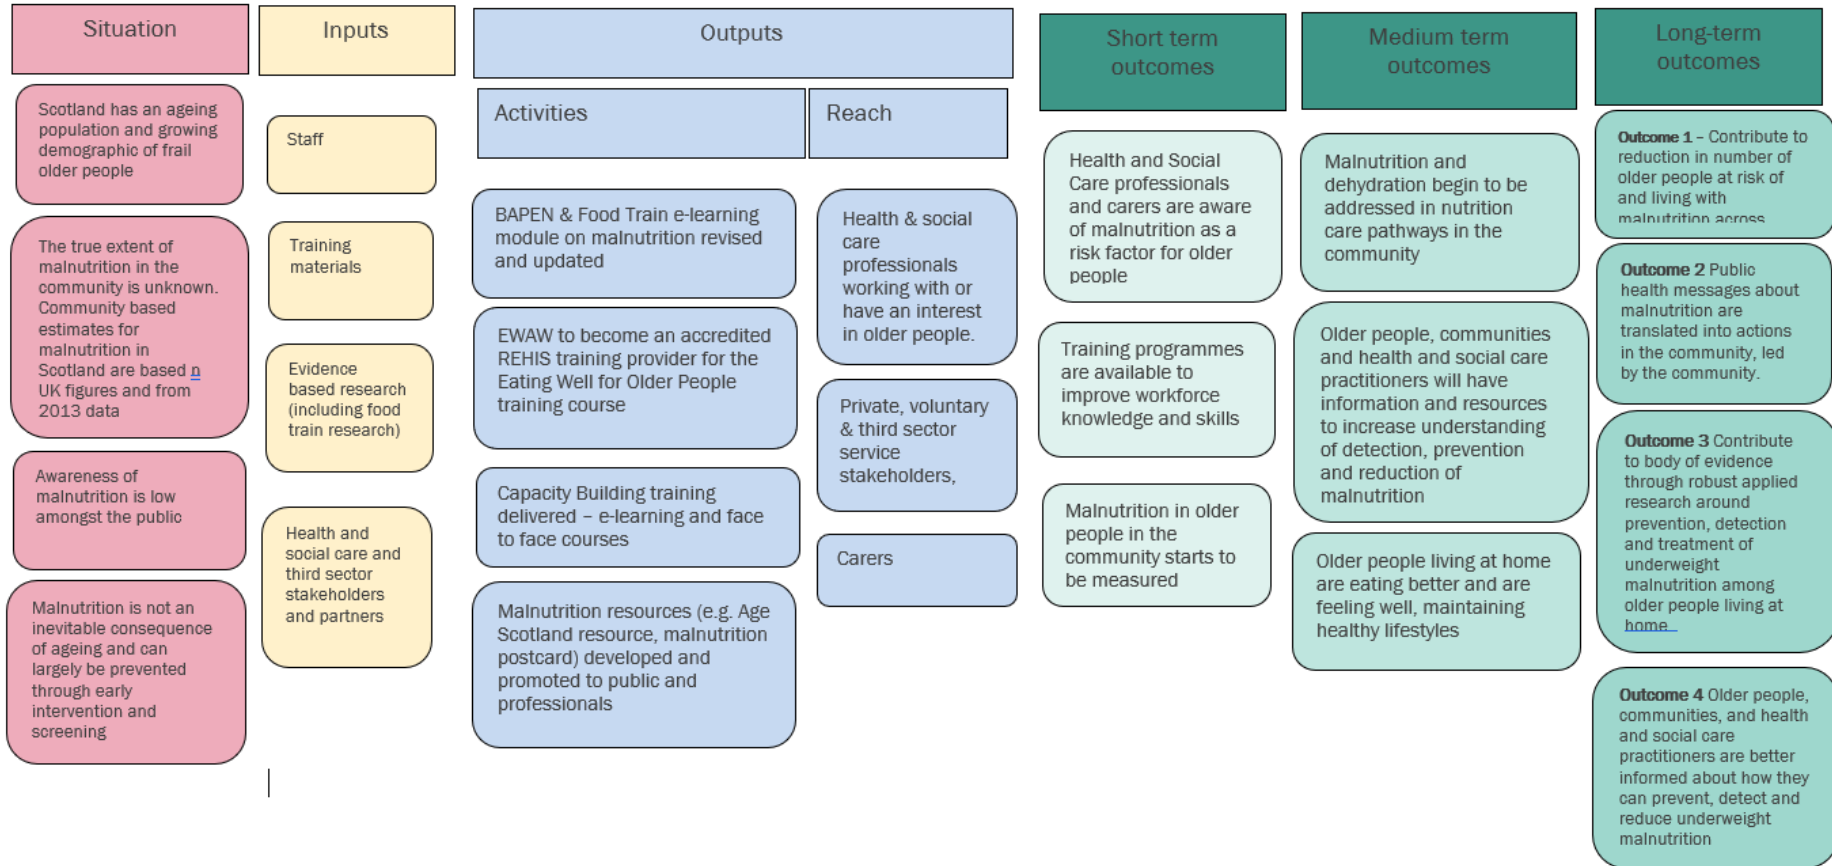 Situation
Scotland has an ageing
population and growing
demographic of frail
older people
The true extent of
malnutrition in the
community is unknown.
Community based
estimates for
malnutrition in
Scotland are based n
UK figures and from
2013 data
Awareness of
malnutrition is low
amongst the public
Malnutrition is not an
inevitable consequence
of ageing and can
largely be prevented
through early
intervention and
screening
Inputs
Staff
Training
materials
Evidence
based research
(including food
train research)
Health and
social care and
third sector
stakeholders
and partners
Outputs
Activities
BAPEN & Food Train e-learning
module on malnutrition revised
and updated
EWAW to become an accredited
REHIS training provider for the
Eating Well for Older People
training course
Capacity Building training
delivered – e-learning and face
to face courses
Malnutrition resources (e.g. Age
Scotland resource, malnutrition
postcard) developed and
promoted to public and
professionals
Reach
Health & social
care
professionals
working with or
have an interest
in older people.
Private, voluntary
& third sector
service
stakeholders,
Carers
Short term
outcomes
Health and Social
Care professionals
and carers are aware
of malnutrition as a
risk factor for older
people
Training programmes
are available to
improve workforce
knowledge and skills
Malnutrition in older
people in the
community starts to
be measured
Medium term
outcomes
Malnutrition and
dehydration begin to be
addressed in nutrition
care pathways in the
community
Older people, communities
and health and social care
practitioners will have
information and resources
to increase understanding
of detection, prevention
and reduction of
malnutrition
Older people living at home
are eating better and are
feeling well, maintaining
healthy lifestyles
Long-term
outcomes
Outcome 1 – Contribute to
reduction in number of
older people at risk of
and living with
malnutrition across
Outcome 2 Public
health messages about
malnutrition are
translated into actions
in the community, led
by the community.
Outcome 3 Contribute
to body of evidence
through robust applied
research around
prevention, detection
and treatment of
underweight
malnutrition among
older people living at
home
Outcome 4 Older people,
communities, and health
and social care
practitioners are better
informed about how they
can prevent, detect and
reduce underweight
malnutrition